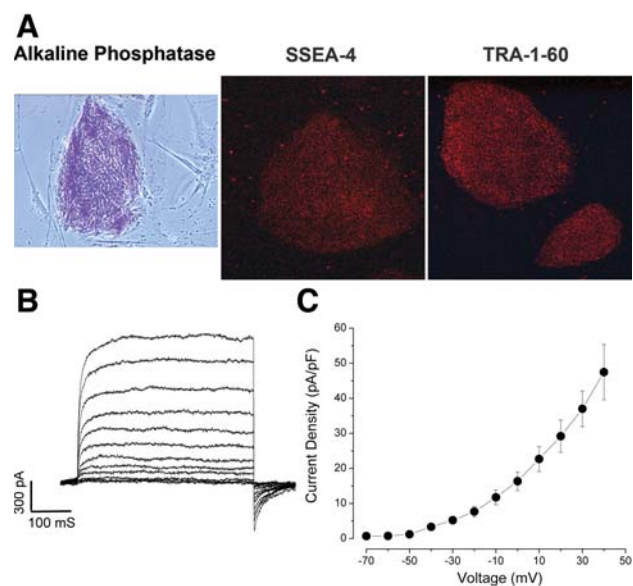 A
Alkaline Phosphatase
SSEA-4
TRA-1-60
B
300 pA
100 mS
C
Current Density (pA/pF)
60
50
40
30
20
10
0
-70
-50
-30
-10
10
30
50
Voltage (mV)